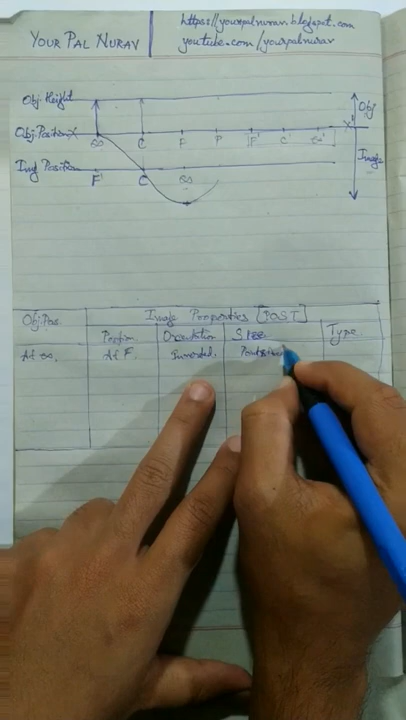 YOUR PAL NURAV
https://yourpalnurav.blogspot.com
youtube.com/yourpalnurav
Obj. Height
Obj
Obj. Position X
∞ C F P P' C'
X'
Image
Img Position
F C ∞
Obj Pos.
Image Properties [POST]
Position Orientation Size Type
At ∞. At F. Inverted.